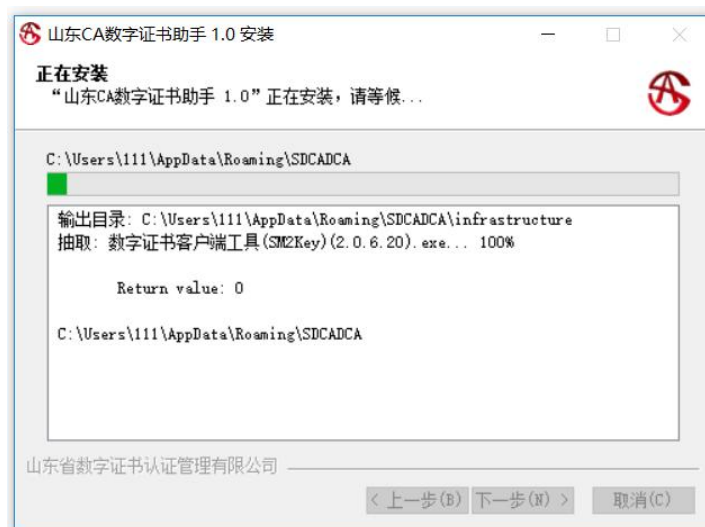 山东CA数字证书助手 1.0 安装
正在安装
“山东CA数字证书助手 1.0”正在安装，请等候...
C:\Users\111\AppData\Roaming\SDCADCA
输出目录: C:\Users\111\AppData\Roaming\SDCADCA\infrastructure
抽取: 数字证书客户端工具(SM2Key)(2.0.6.20).exe... 100%
Return value: 0
C:\Users\111\AppData\Roaming\SDCADCA
山东省数字证书认证管理有限公司
< 上一步(B) 下一步(N) > 取消(C)